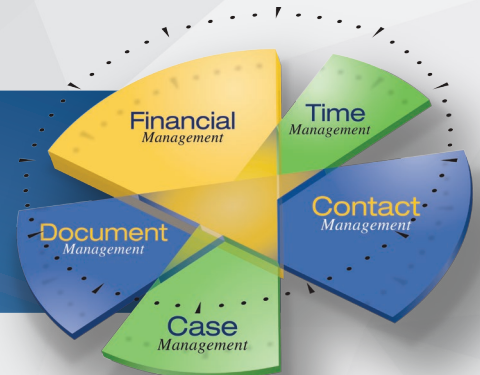 Financial
Management
Time
Management
Contact
Management
Document
Management
Case
Management